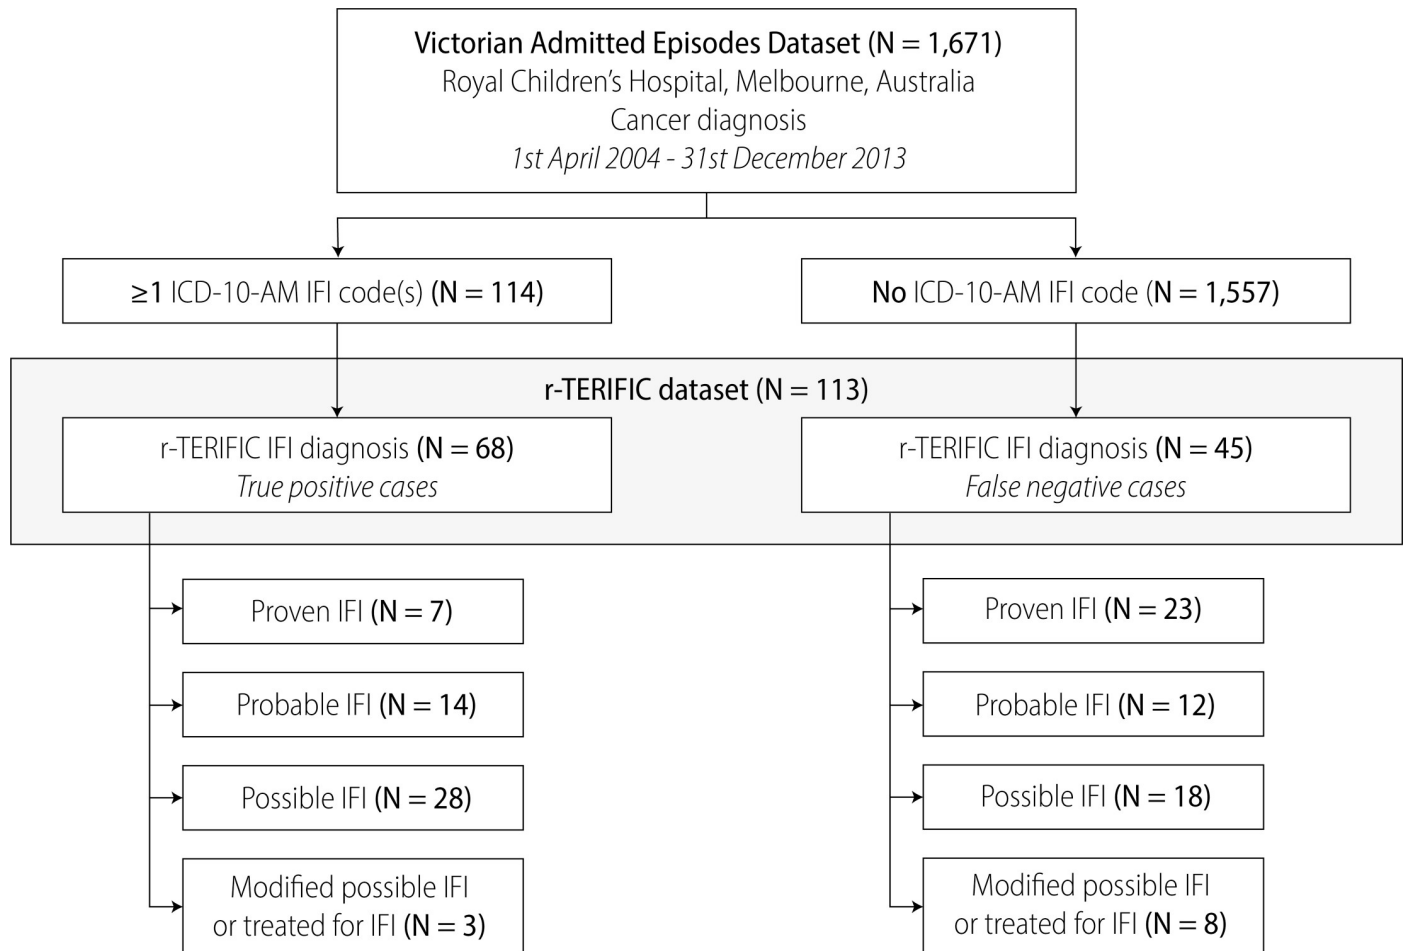 Victorian Admitted Episodes Dataset (N = 1,671)
Royal Children's Hospital, Melbourne, Australia
Cancer diagnosis
1st April 2004 - 31st December 2013
≥1 ICD-10-AM IFI code(s) (N = 114)
No ICD-10-AM IFI code (N = 1,557)
r-TERIFIC dataset (N = 113)
r-TERIFIC IFI diagnosis (N = 68)
True positive cases
r-TERIFIC IFI diagnosis (N = 45)
False negative cases
Proven IFI (N = 7)
Probable IFI (N = 14)
Possible IFI (N = 28)
Modified possible IFI
or treated for IFI (N = 3)
Proven IFI (N = 23)
Probable IFI (N = 12)
Possible IFI (N = 18)
Modified possible IFI
or treated for IFI (N = 8)